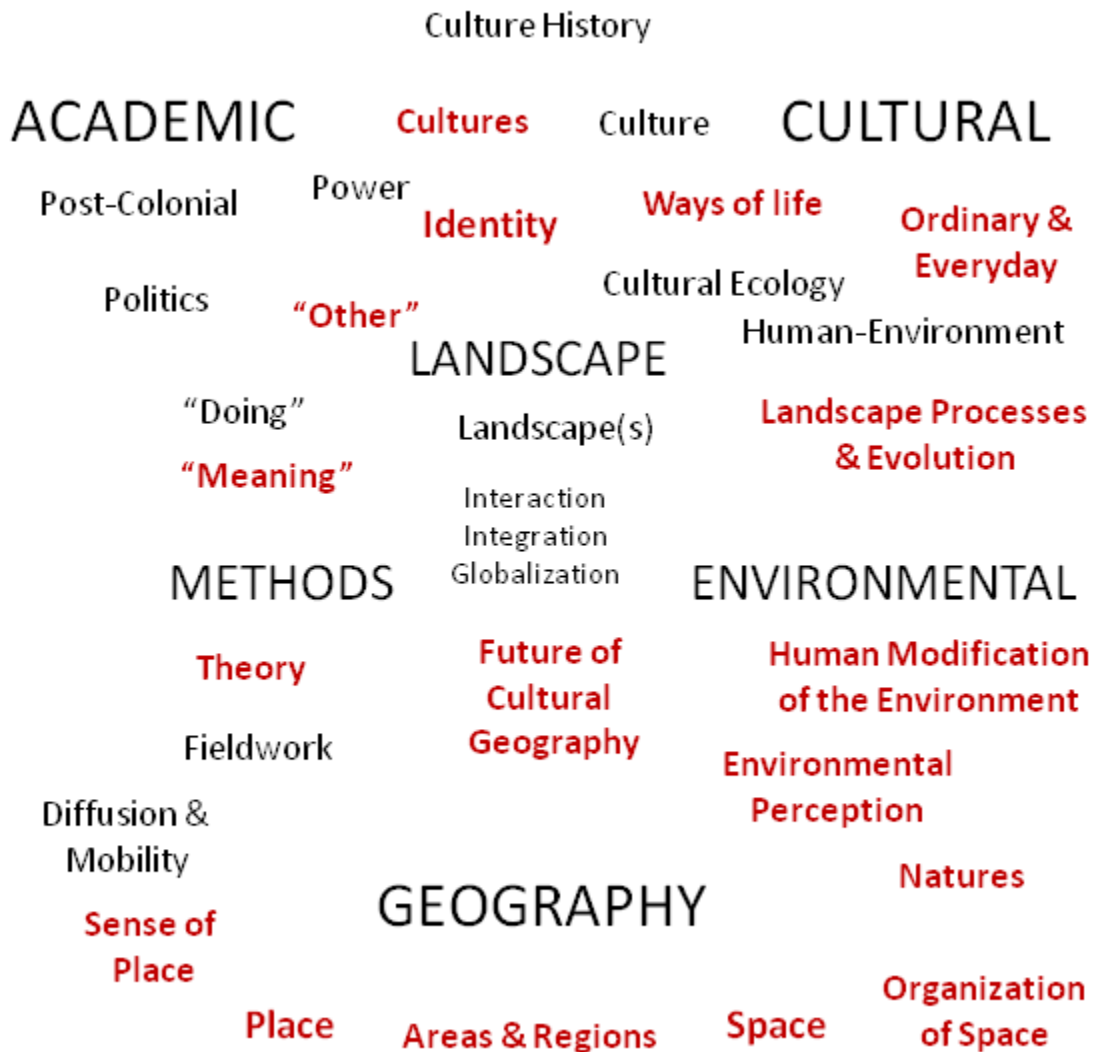 Culture History
ACADEMIC
Cultures
Culture
CULTURAL
Post-Colonial
Power
Identity
Ways of life
Ordinary &
Everyday
Politics
“Other”
Cultural Ecology
Human-Environment
LANDSCAPE
“Doing”
“Meaning”
Landscape(s)
Landscape Processes
& Evolution
Interaction
Integration
Globalization
METHODS
ENVIRONMENTAL
Theory
Future of
Cultural
Geography
Human Modification
of the Environment
Fieldwork
Environmental
Perception
Diffusion &
Mobility
Natures
GEOGRAPHY
Sense of
Place
Place
Areas & Regions
Space
Organization
of Space